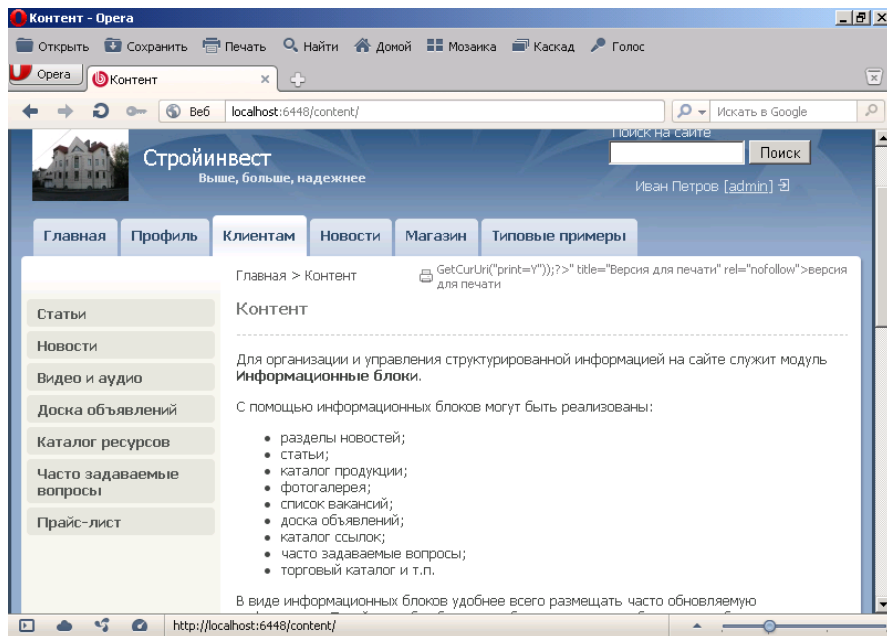 Контент - Opera
Открыть Сохранить Печать Найти Домой Мозаика Каскад Голос
Opera Контент
Веб localhost:6448/content/ Искать в Google
Поиск на сайте
Стройинвест
Поиск
Выше, больше, надежнее
Иван Петров [admin]
Главная Профиль Клиентам Новости Магазин Типовые примеры
Главная > Контент
GetCurUri("print=Y"));?>" title="Версия для печати" rel="nofollow">версия
для печати
Статьи
Новости
Видео и аудио
Доска объявлений
Каталог ресурсов
Часто задаваемые
вопросы
Прайс-лист
Контент
Для организации и управления структурированной информацией на сайте служит модуль
Информационные блоки.
С помощью информационных блоков могут быть реализованы:
разделы новостей;
статьи;
каталог продукции;
фотогалерея;
список вакансий;
доска объявлений;
каталог ссылок;
часто задаваемые вопросы;
торговый каталог и т.п.
В виде информационных блоков удобнее всего размещать часто обновляемую
http://localhost:6448/content/